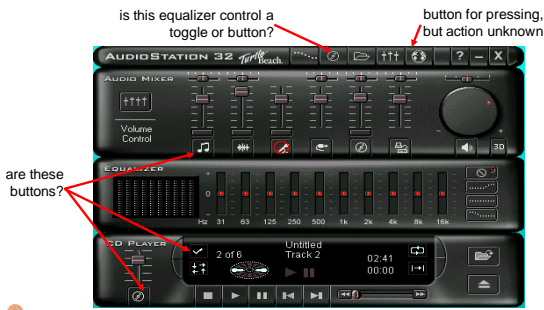 is this equalizer control a
toggle or button?
button for pressing,
but action unknown
AUDIOSTATION 32 Turtle Beach
? – X
AUDIO MIXER
Volume
Control
- +
3D
are these
buttons?
EQUALIZER
+
0
-
Hz 31 63 125 250 500 1k 2k 4k 8k 16k
CD PLAYER
2 of 6
Untitled
Track 2
02:41
00:00